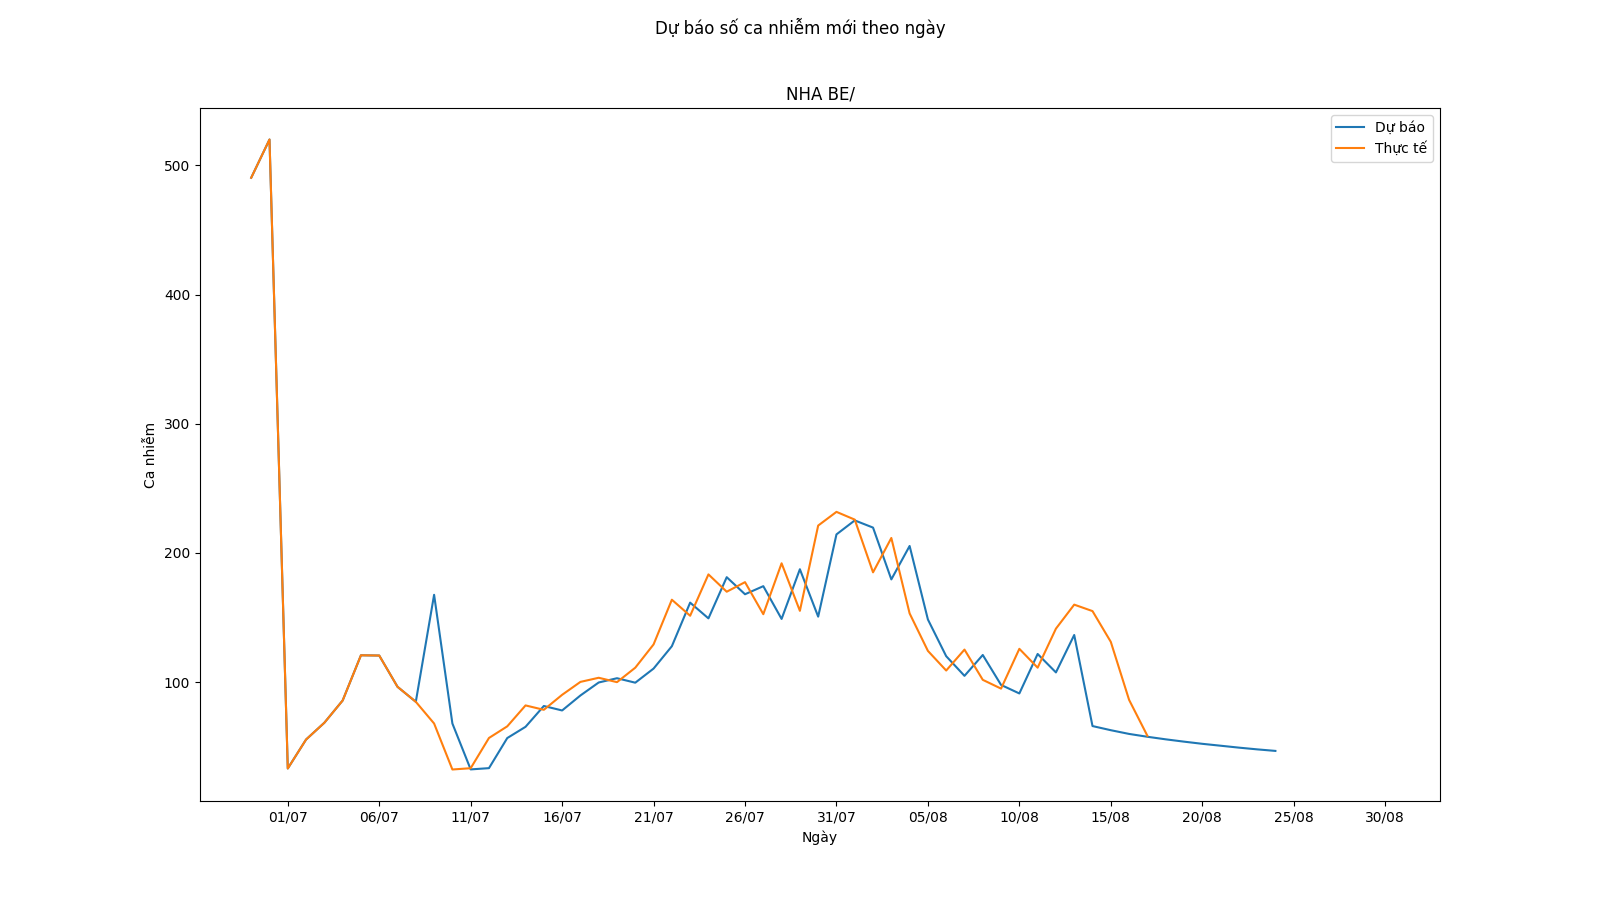 Dự báo số ca nhiễm mới theo ngày
NHA BE/
Dự báo
Thực tế
500
400
300
200
100
Ca nhiễm
01/07 06/07 11/07 16/07 21/07 26/07 31/07 05/08 10/08 15/08 20/08 25/08 30/08
Ngày